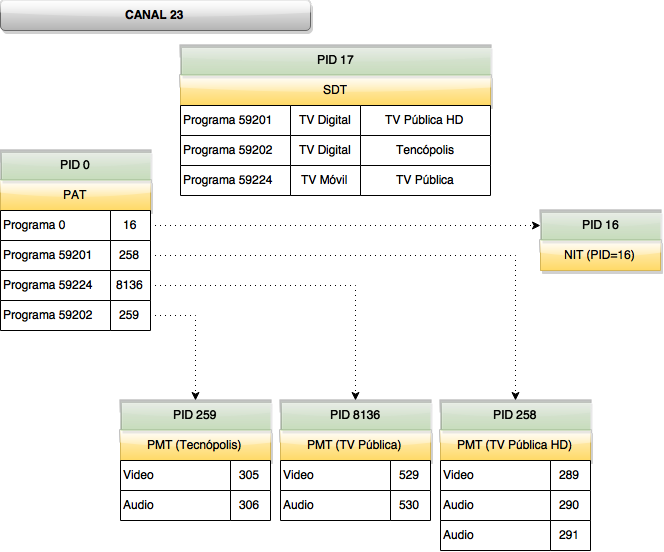 CANAL 23
PID 17
SDT
Programa 59201 TV Digital TV Pública HD
Programa 59202 TV Digital Tencópolis
Programa 59224 TV Móvil TV Pública
PID 0
PAT
Programa 0 16
Programa 59201 258
Programa 59224 8136
Programa 59202 259
PID 16
NIT (PID=16)
PID 259
PMT (Tecnópolis)
Video 305
Audio 306
PID 8136
PMT (TV Pública)
Video 529
Audio 530
PID 258
PMT (TV Pública HD)
Video 289
Audio 290
Audio 291